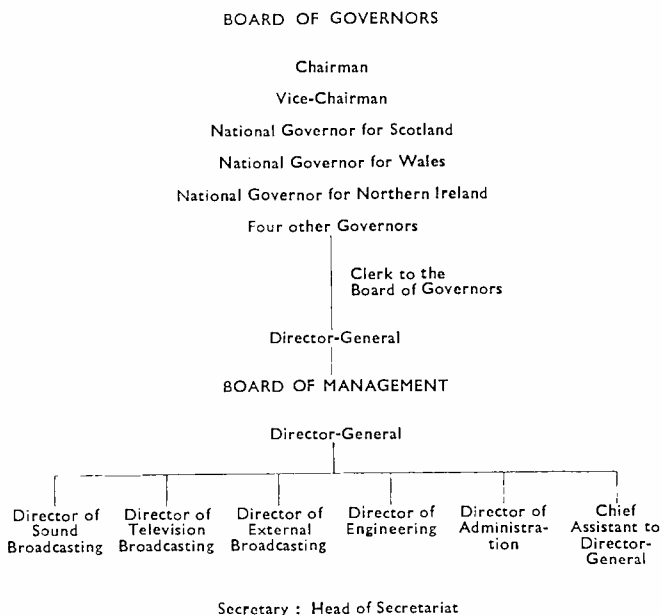 BOARD OF GOVERNORS
Chairman
Vice-Chairman
National Governor for Scotland
National Governor for Wales
National Governor for Northern Ireland
Four other Governors
Clerk to the
Board of Governors
Director-General
BOARD OF MANAGEMENT
Director-General
Director of
Sound
Broadcasting
Director of
Television
Broadcasting
Director of
External
Broadcasting
Director of
Engineering
Director of
Administra-
tion
Chief
Assistant to
Director-
General
Secretary : Head of Secretariat